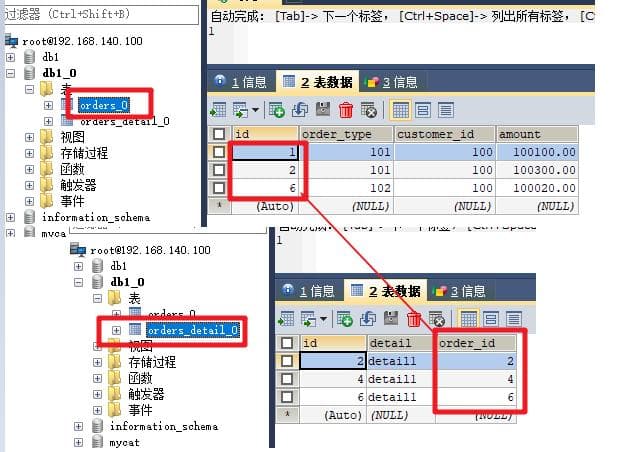 过滤器 (Ctrl+Shift+B)
root@192.168.140.100
db1
db1_0
表
orders_0
orders_detail_0
视图
存储过程
函数
触发器
事件
information_schema
自动完成: [Tab]-> 下一个标签, [Ctrl+Space]-> 列出所有标签, [C
1
1 信息 2 表数据 3 信息
id order_type customer_id amount
1 101 100 100100.00
2 101 100 100300.00
6 102 100 100020.00
* (Auto) (NULL) (NULL) (NULL)
root@192.168.140.100
db1
db1_0
表
orders_0
orders_detail_0
视图
存储过程
函数
触发器
事件
information_schema
mycat
1
1 信息 2 表数据 3 信息
id detail order_id
2 detail1 2
4 detail1 4
6 detail1 6
* (Auto) (NULL) (NULL)